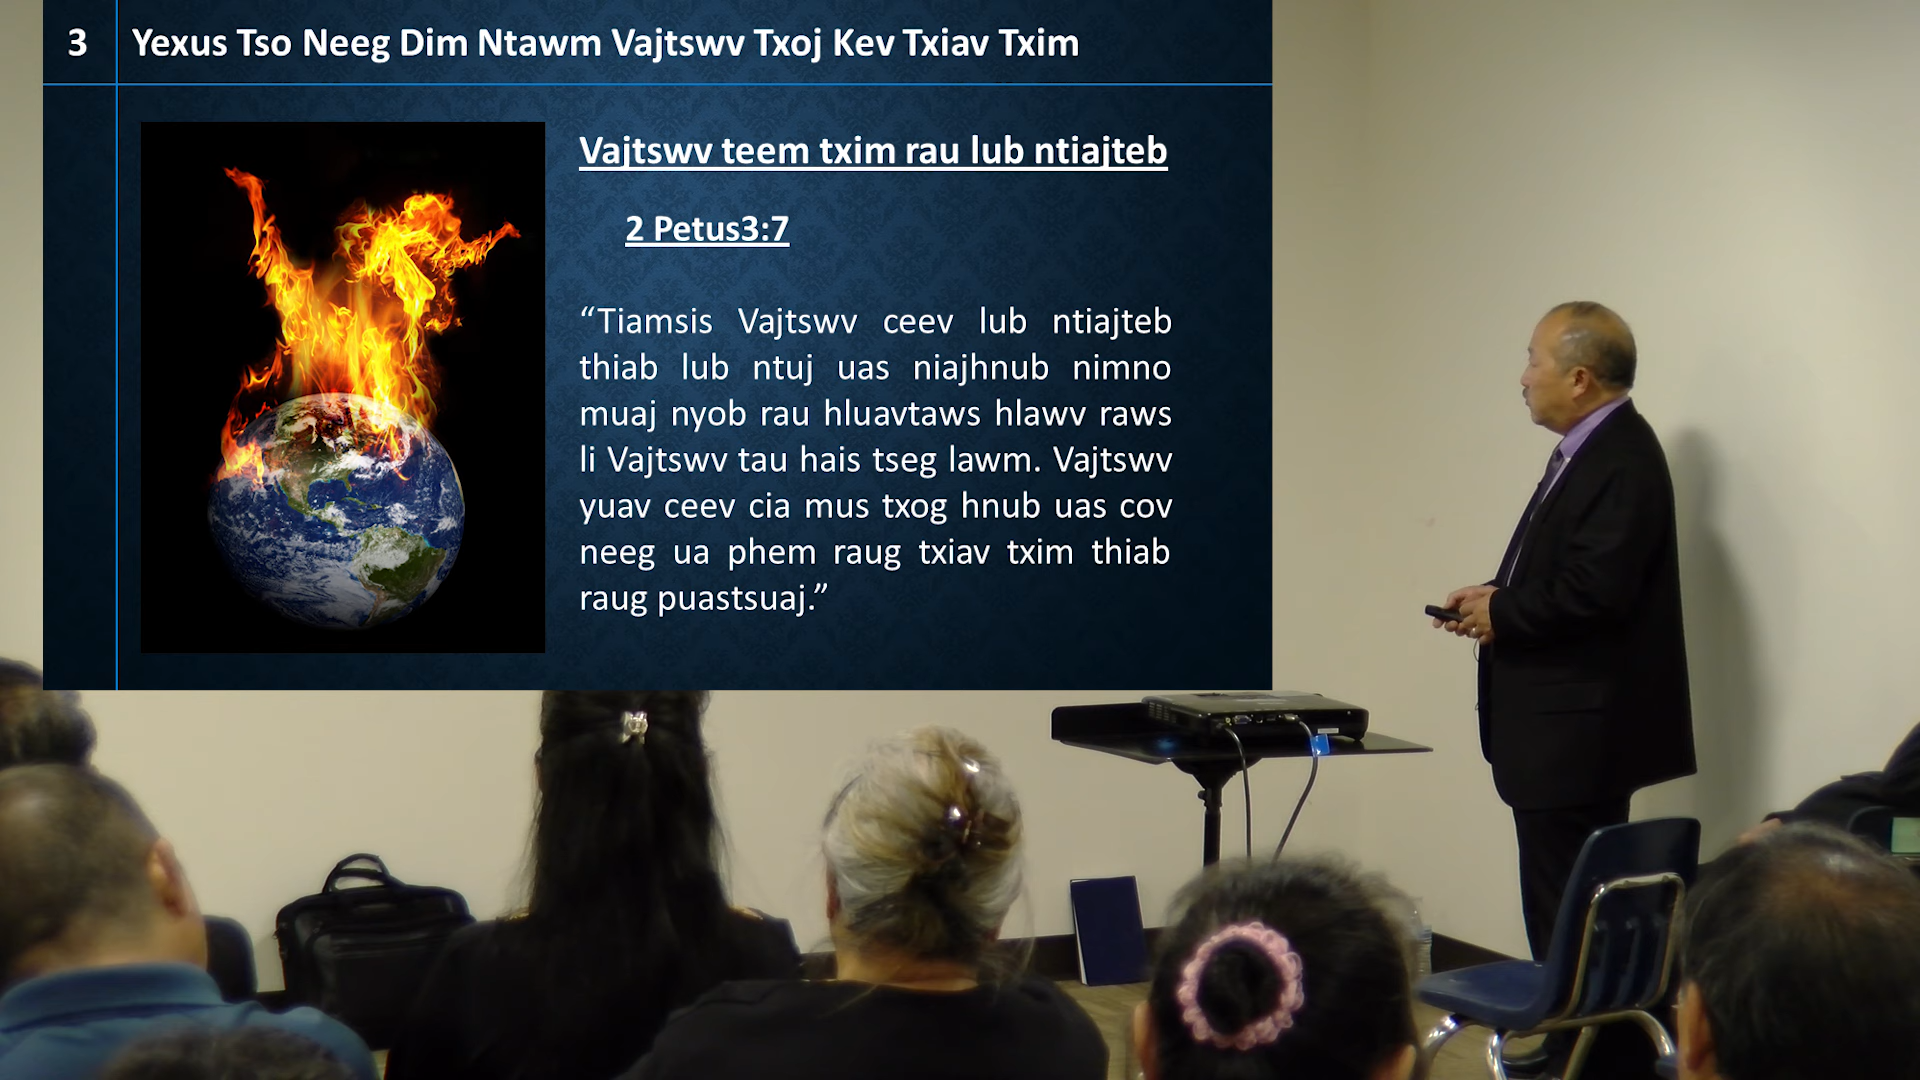 3 Yexus Tso Neeg Dim Ntawm Vajtswv Txoj Kev Txiav Txim
Vajtswv teem txim rau lub ntiajteb
2 Petus3:7
“Tiamsis Vajtswv ceev lub ntiajteb
thiab lub ntuj uas niajhnub nimno
muaj nyob rau hluavtaws hlawv raws
li Vajtswv tau hais tseg lawm. Vajtswv
yuav ceev cia mus txog hnub uas cov
neeg ua phem raug txiav txim thiab
raug puastsuaj.”